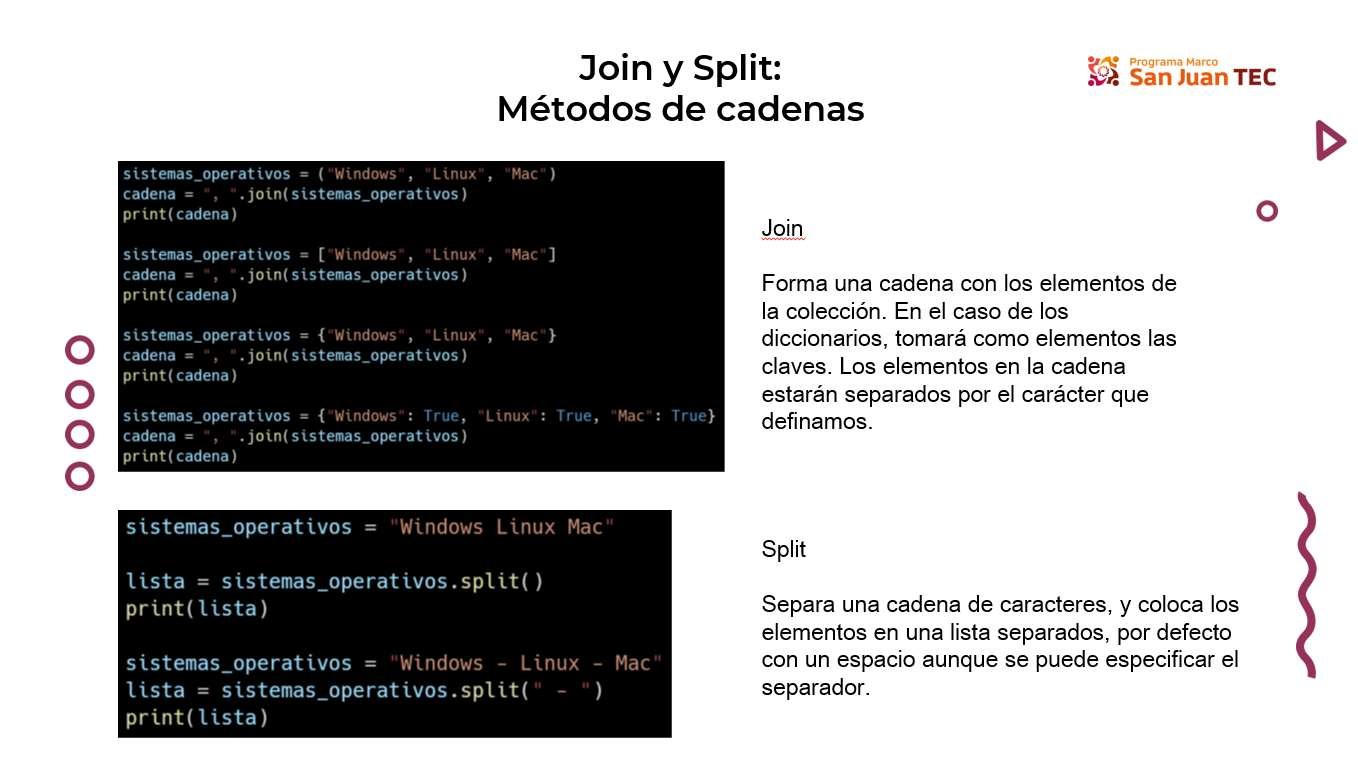 Join y Split:
Métodos de cadenas
Programa Marco
San Juan TEC
sistemas_operativos = ("Windows", "Linux", "Mac")
cadena = ", ".join(sistemas_operativos)
print(cadena)
sistemas_operativos = ["Windows", "Linux", "Mac"]
cadena = ", ".join(sistemas_operativos)
print(cadena)
sistemas_operativos = {"Windows", "Linux", "Mac"}
cadena = ", ".join(sistemas_operativos)
print(cadena)
sistemas_operativos = {"Windows": True, "Linux": True, "Mac": True}
cadena = ", ".join(sistemas_operativos)
print(cadena)
Join
Forma una cadena con los elementos de
la colección. En el caso de los
diccionarios, tomará como elementos las
claves. Los elementos en la cadena
estarán separados por el carácter que
definamos.
sistemas_operativos = "Windows Linux Mac"
lista = sistemas_operativos.split()
print(lista)
sistemas_operativos = "Windows - Linux - Mac"
lista = sistemas_operativos.split(" - ")
print(lista)
Split
Separa una cadena de caracteres, y coloca los
elementos en una lista separados, por defecto
con un espacio aunque se puede especificar el
separador.